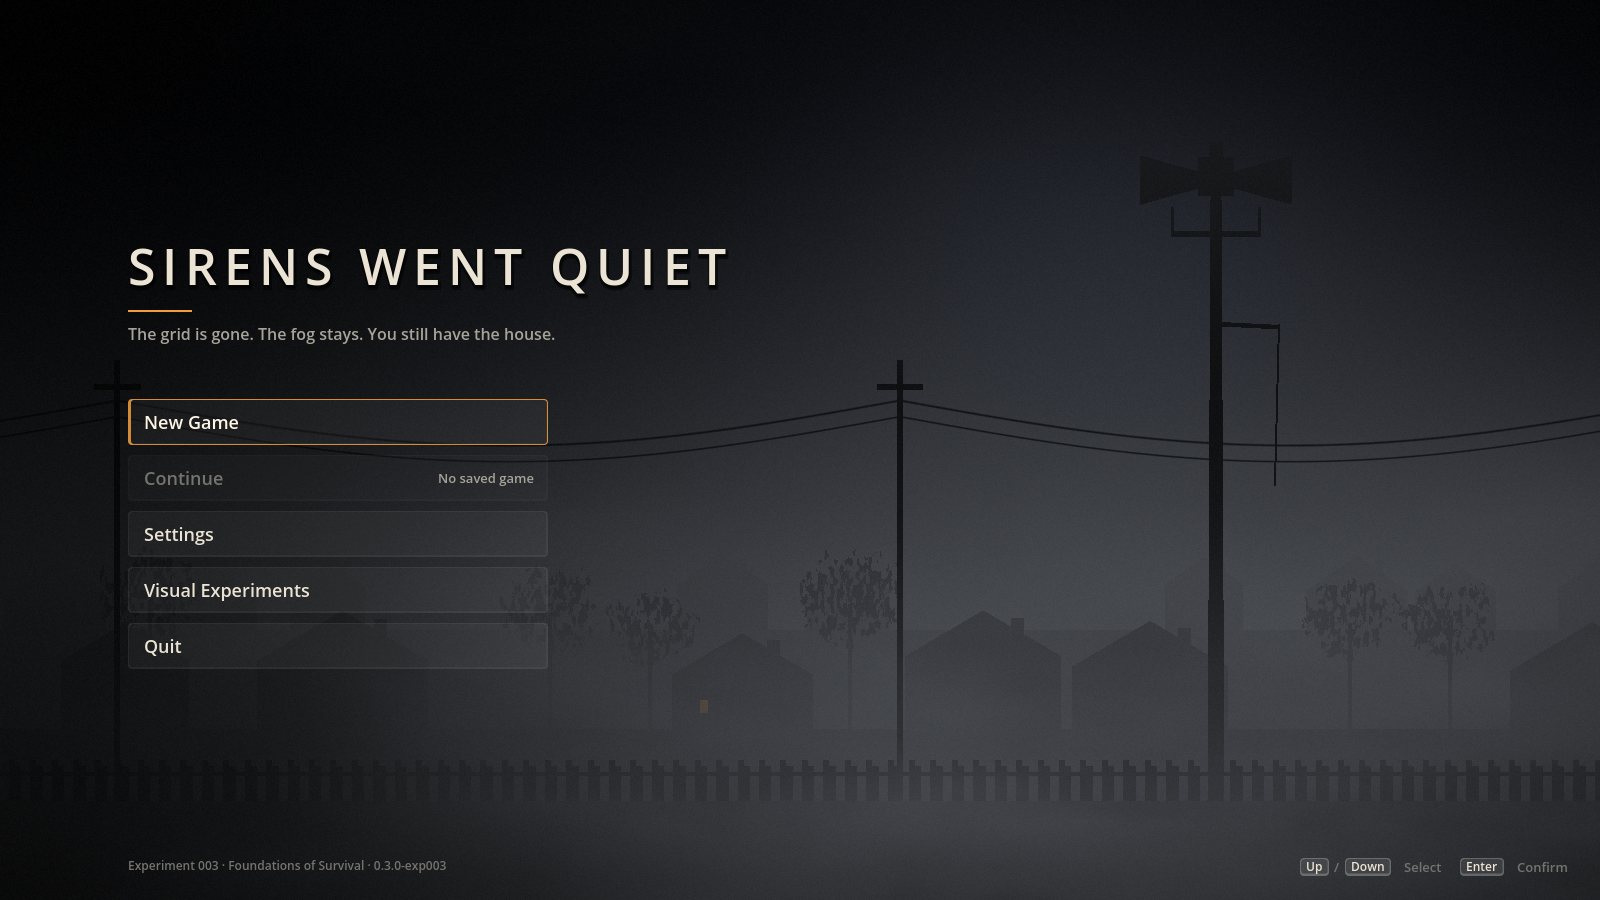 SIRENS WENT QUIET
The grid is gone. The fog stays. You still have the house.
New Game
Continue No saved game
Settings
Visual Experiments
Quit
Experiment 003 · Foundations of Survival · 0.3.0-exp003
Up / Down Select Enter Confirm